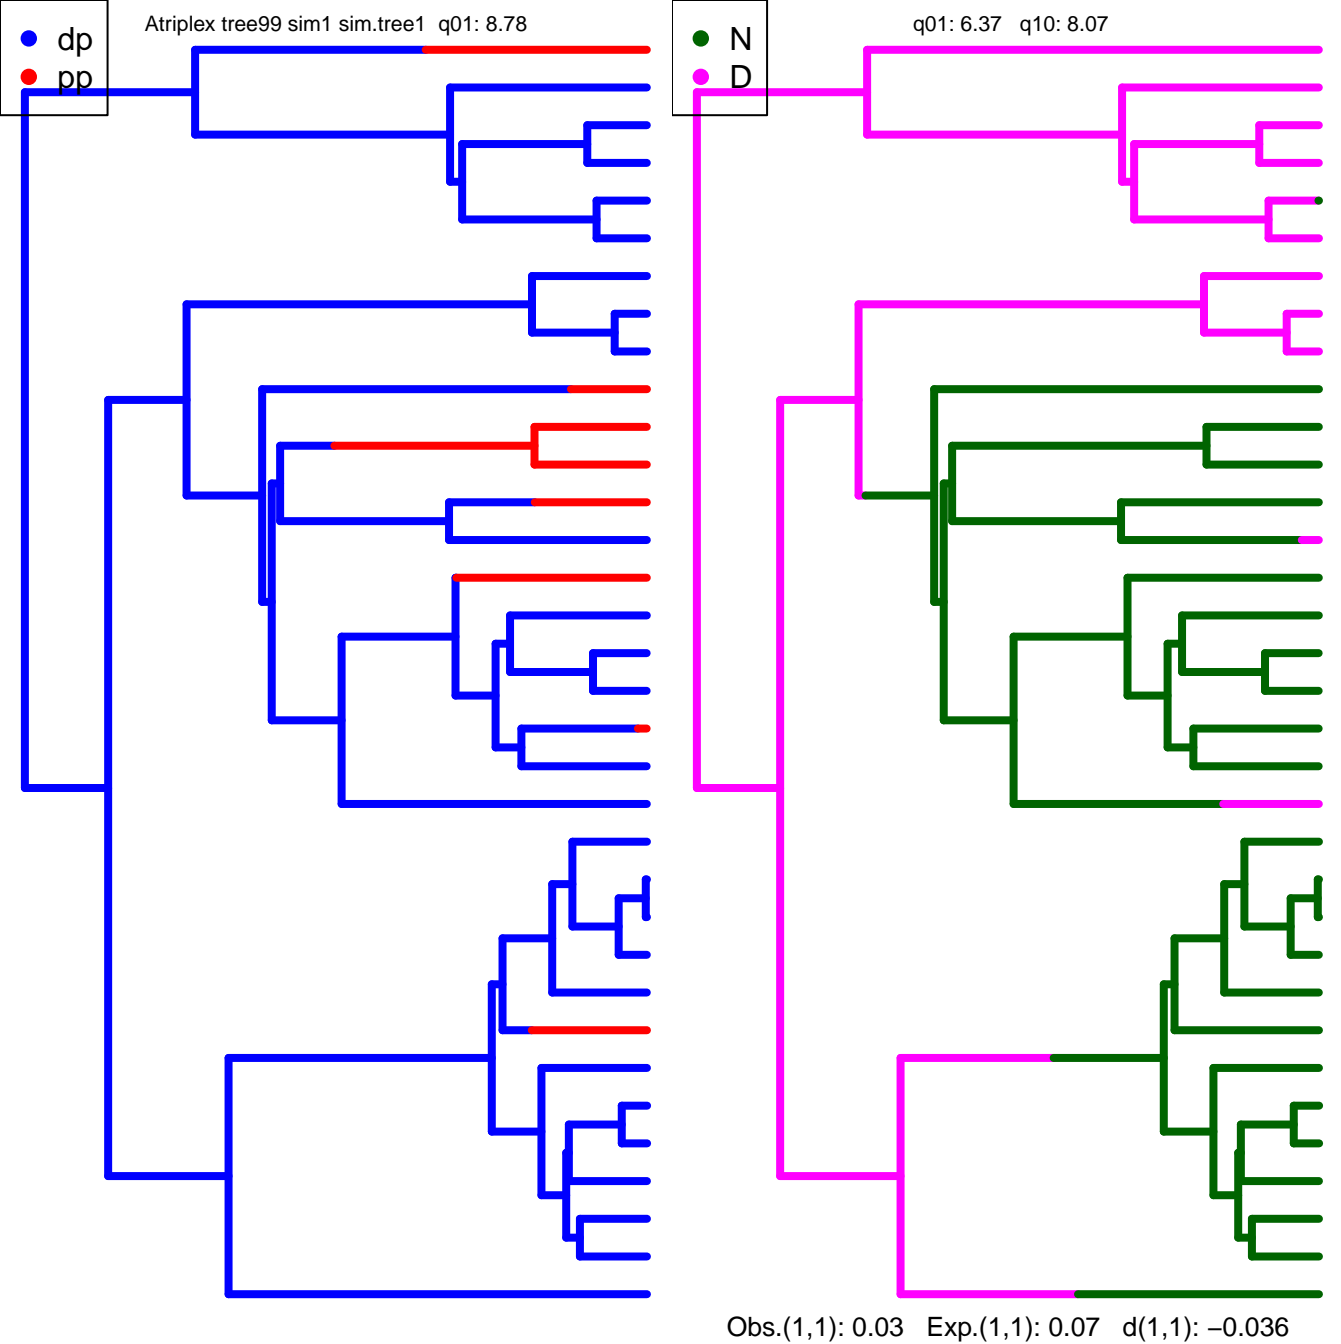 Atriplex tree99 sim1 sim.tree1 q01: 8.78
dp
pp
q01: 6.37 q10: 8.07
N
D
Obs.(1,1): 0.03 Exp.(1,1): 0.07 d(1,1): −0.036